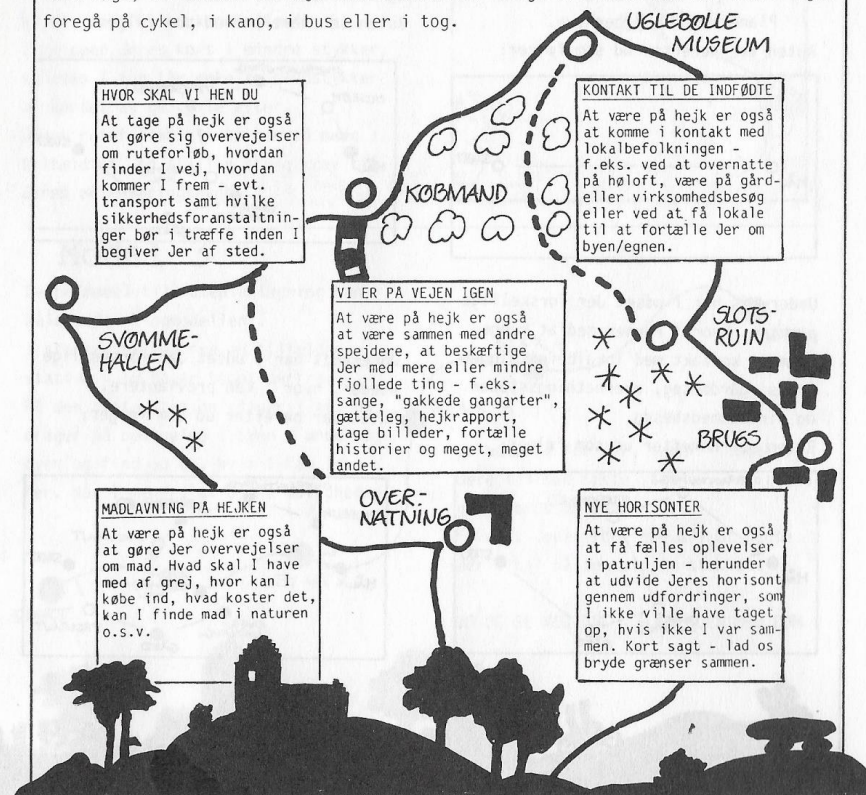 foregå på cykel, i kano, i bus eller i tog.
UGLEBØLLE
MUSEUM
HVOR SKAL VI HEN DU
At tage på hejk er også
at gøre sig overvejelser
om ruteforløb, hvordan
finder I vej, hvordan
kommer I frem - evt.
transport samt hvilke
sikkerhedsforanstaltnin-
ger bør i træffe inden I
begiver Jer af sted.
KONTAKT TIL DE INDFØDTE
At være på hejk er også
at komme i kontakt med
lokalbefolkningen -
f.eks. ved at overnatte
på høloft, være på gård-
eller virksomhedsbesøg
eller ved at få lokale
til at fortælle Jer om
byen/egnen.
KØBMAND
VI ER PÅ VEJEN IGEN
At være på hejk er også
at være sammen med andre
spejdere, at beskæftige
Jer med mere eller mindre
fjollede ting - f.eks.
sange, "gakkede gangarter",
gætteleg, hejkrapport,
tage billeder, fortælle
historier og meget, meget
andet.
SVØMME-
HALLEN
SLOTS-
RUIN
BRUGS
OVER-
NATNING
MADLAVNING PÅ HEJKEN
At være på hejk er også
at gøre Jer overvejelser
om mad. Hvad skal I have
med af grej, hvor kan I
købe ind, hvad koster det,
kan I finde mad i naturen
o.s.v.
NYE HORISONTER
At være på hejk er også
at få fælles oplevelser
i patruljen - herunder
at udvide Jeres horisont
gennem udfordringer, som
I ikke ville have taget
op, hvis ikke I var sam-
men. Kort sagt - lad os
bryde grænser sammen.